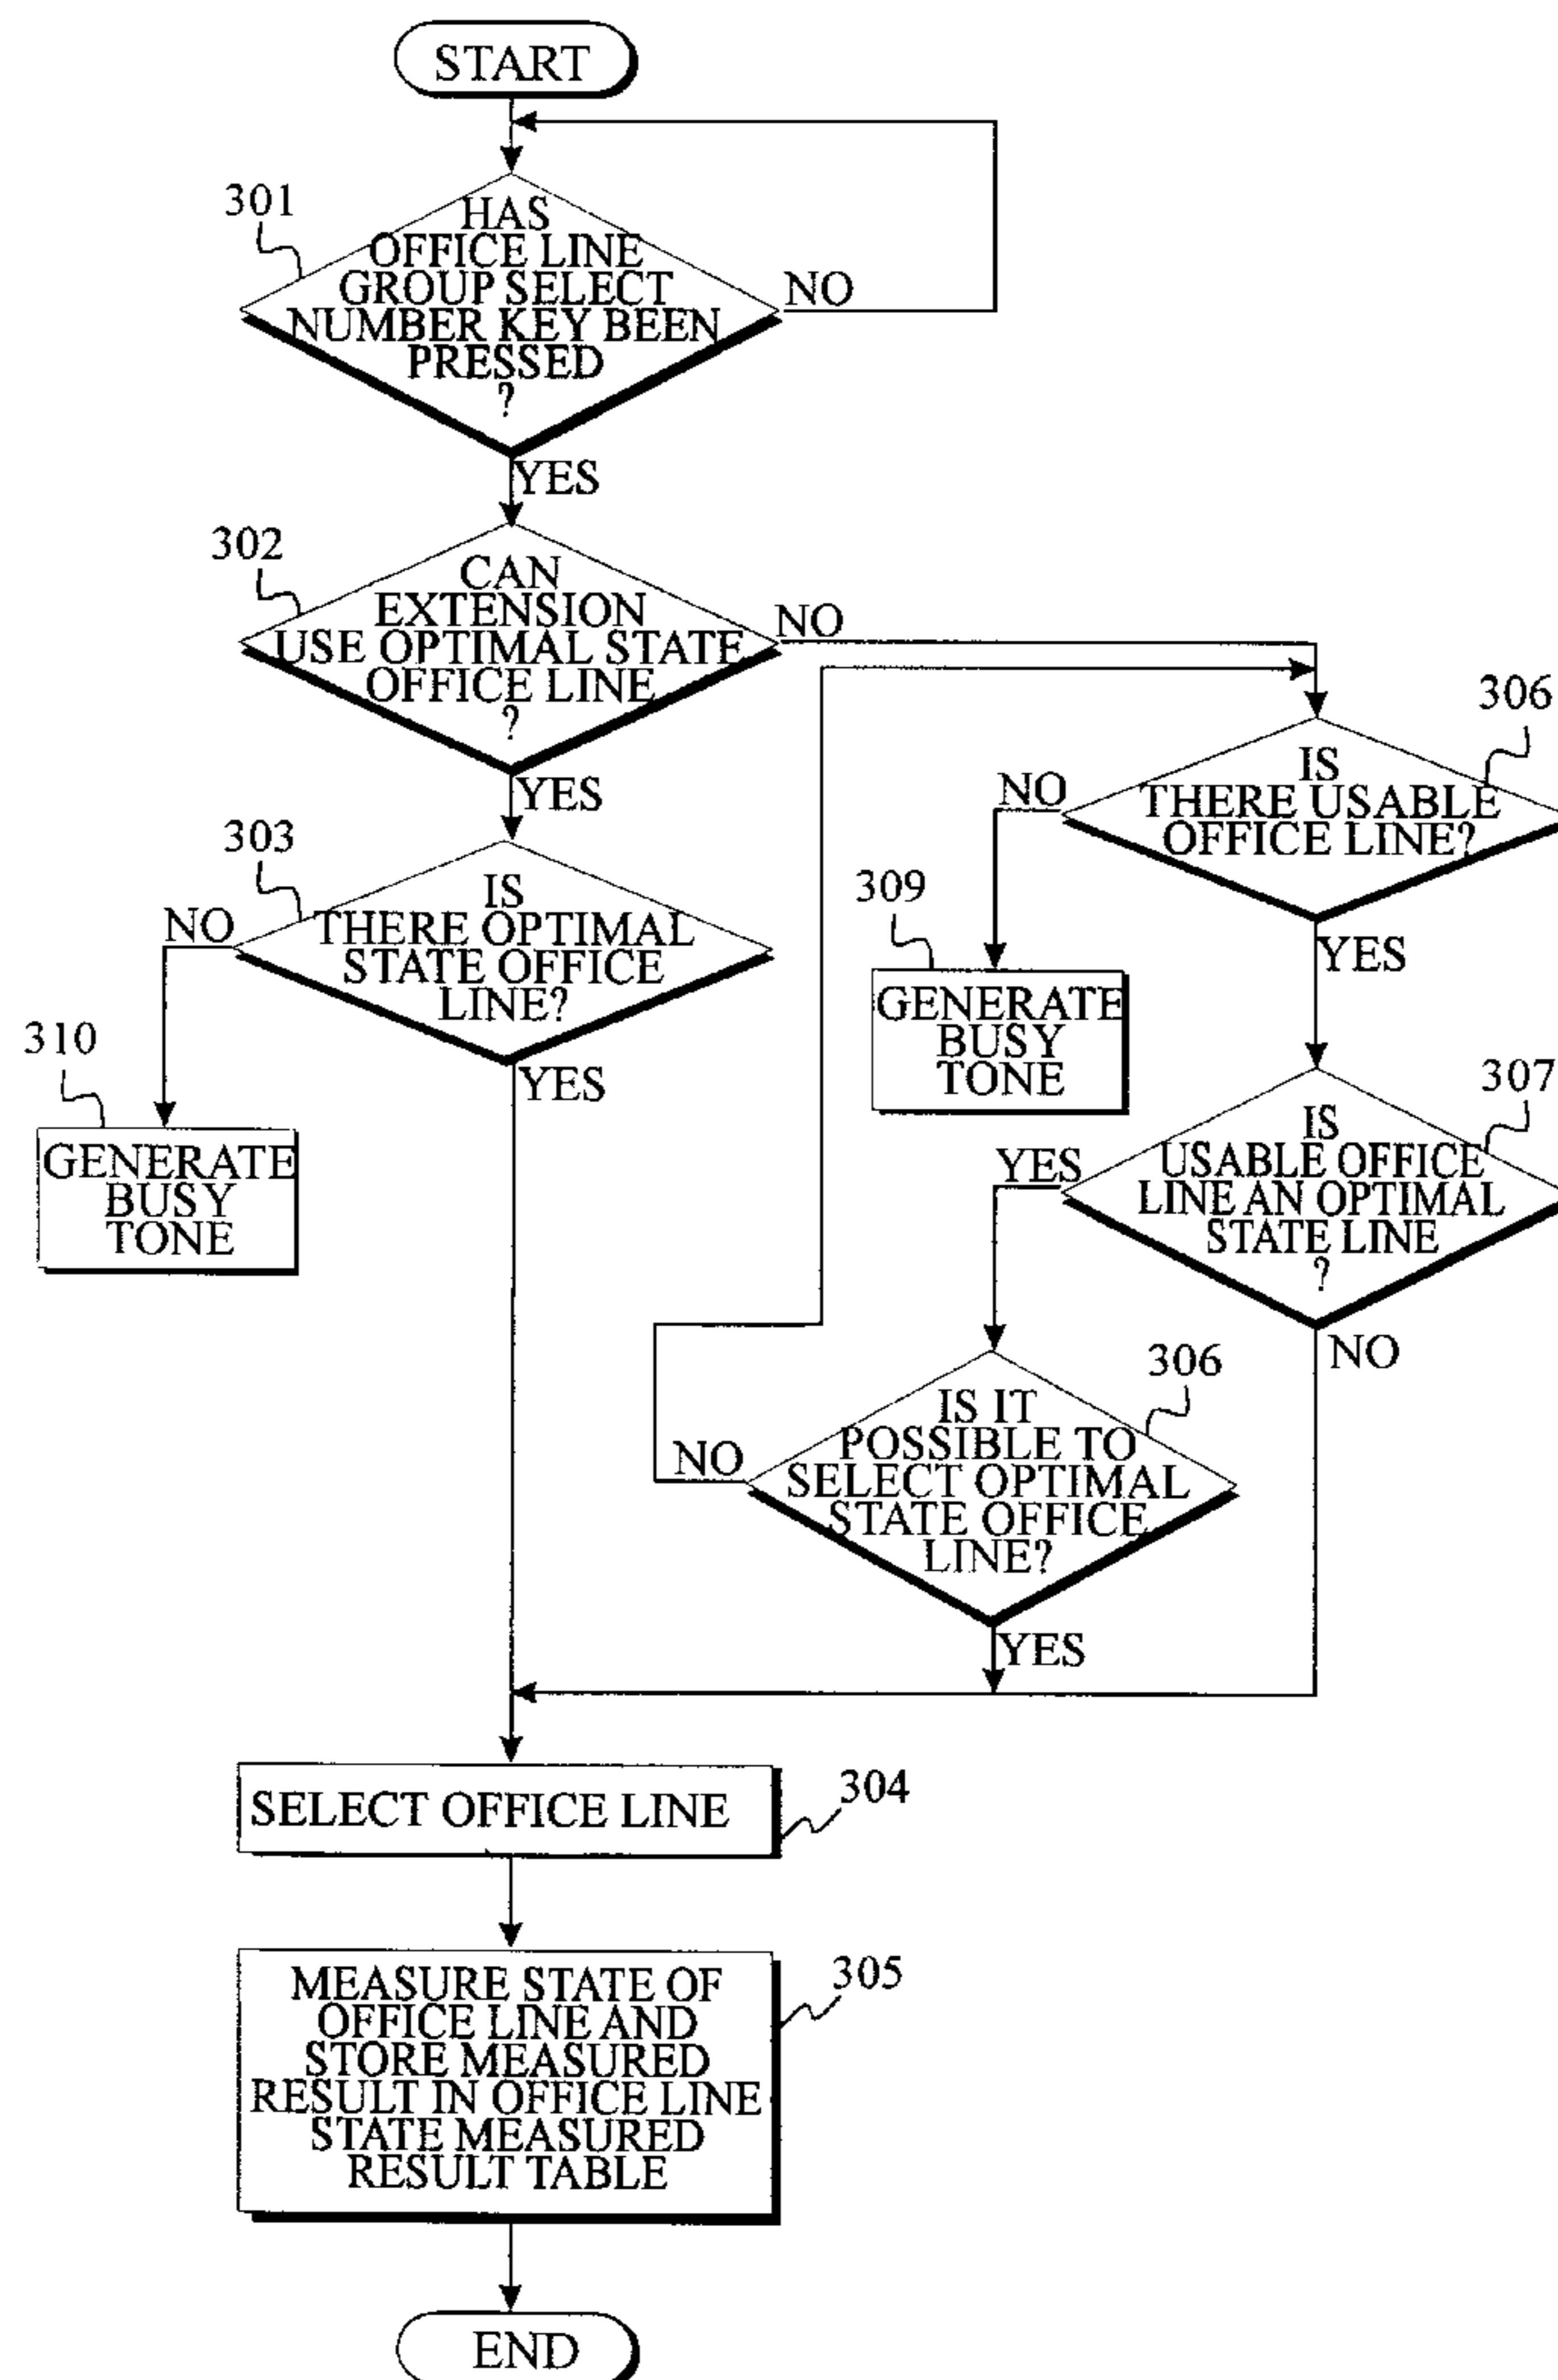 START
301
HAS
OFFICE LINE
GROUP SELECT
NUMBER KEY BEEN
PRESSED
?
NO
YES
302
CAN
EXTENSION
USE OPTIMAL STATE
OFFICE LINE
?
NO
YES
303
IS
THERE OPTIMAL
STATE OFFICE
LINE?
NO
YES
310
GENERATE
BUSY
TONE
306
IS
THERE USABLE
OFFICE LINE?
NO
YES
309
GENERATE
BUSY
TONE
307
IS
USABLE OFFICE
LINE AN OPTIMAL
STATE LINE
?
YES
NO
306
IS IT
POSSIBLE TO
SELECT OPTIMAL
STATE OFFICE
LINE?
NO
YES
SELECT OFFICE LINE
304
MEASURE STATE OF
OFFICE LINE AND
STORE MEASURED
RESULT IN OFFICE LINE
STATE MEASURED
RESULT TABLE
305
END